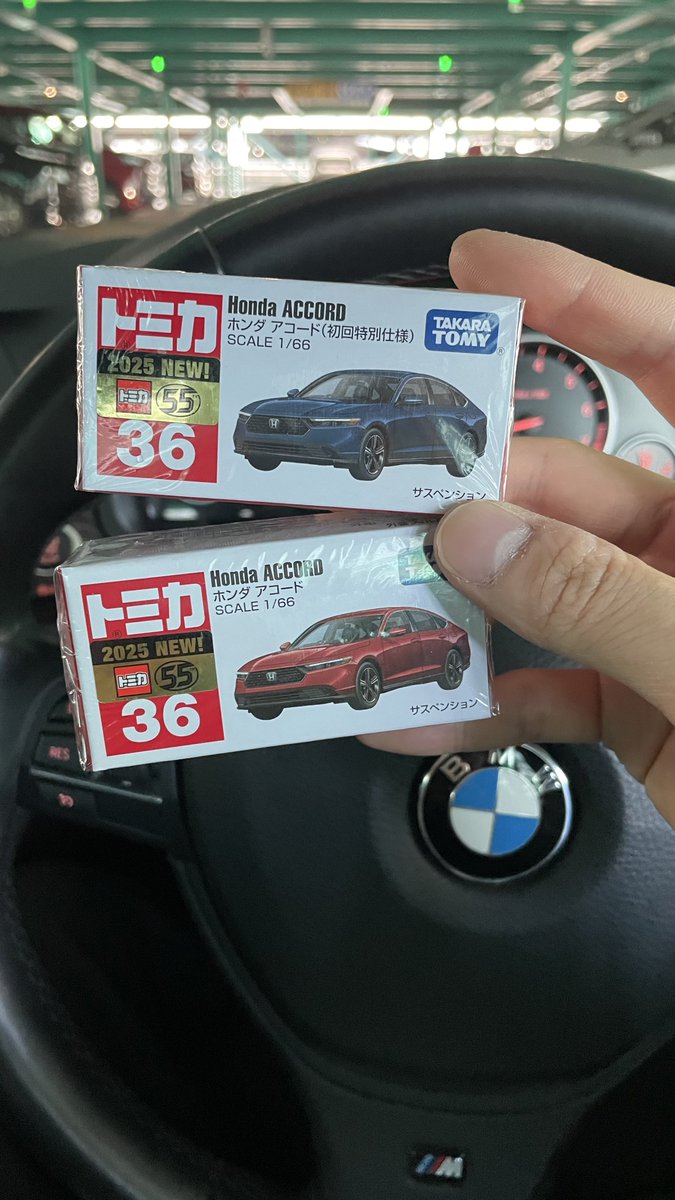 Honda ACCORD
ホンダ アコード(初回特別仕様)
SCALE 1/66
トミカ
2025 NEW!
トミカ 55
36
TAKARA TOMY
®
サスペンション
Honda ACCORD
ホンダ アコード
SCALE 1/66
トミカ
®
2025 NEW!
トミカ 55
36
サスペンション
RES
BMW
M